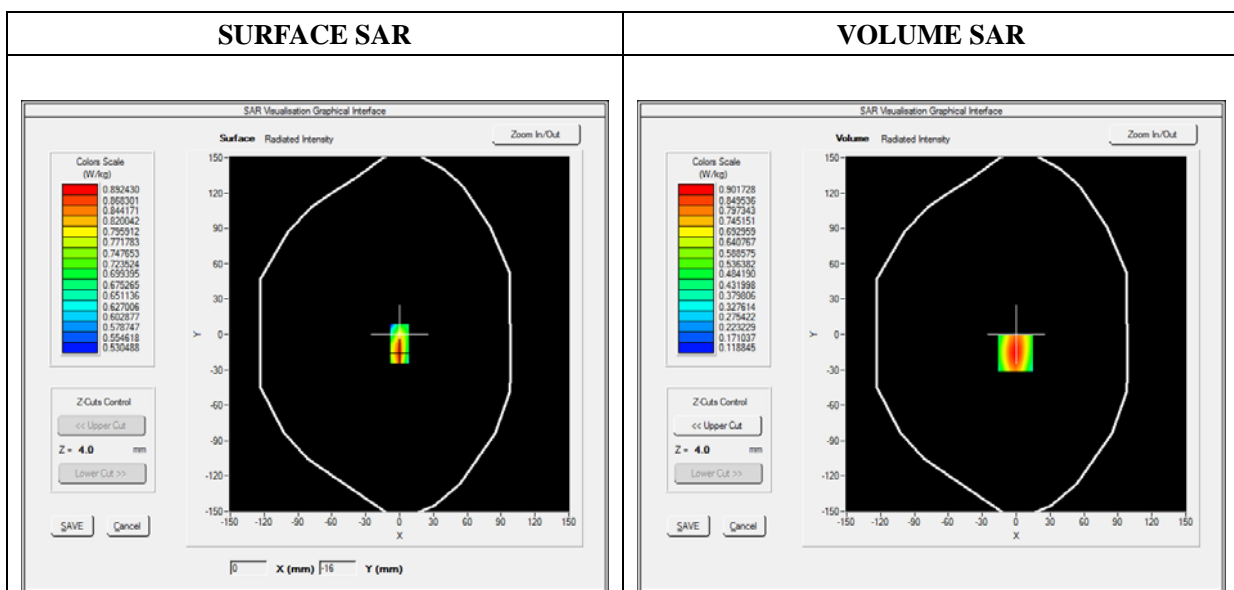 SURFACE SAR
VOLUME SAR
SAR Visualisation Graphical Interface
Surface Radiated Intensity
Zoom In/Out
Colors Scale
(W/kg)
0.892430
0.868301
0.844171
0.820042
0.795912
0.771783
0.747653
0.723524
0.699395
0.675265
0.651136
0.627006
0.602877
0.578747
0.554618
0.530488
Z-Cuts Control
<< Upper Cut
Z = 4.0 mm
Lower Cut >>
SAVE Cancel
150
120
90
60
30
0
-30
-60
-90
-120
-150
Y
-150 -120 -90 -60 -30 0 30 60 90 120 150
X
0 X (mm) -16 Y (mm)
SAR Visualisation Graphical Interface
Volume Radiated Intensity
Zoom In/Out
Colors Scale
(W/kg)
0.901728
0.849536
0.797343
0.745151
0.692959
0.640767
0.588575
0.536382
0.484190
0.431998
0.379806
0.327614
0.275422
0.223229
0.171037
0.118845
Z-Cuts Control
<< Upper Cut
Z = 4.0 mm
Lower Cut >>
SAVE Cancel
150
120
90
60
30
0
-30
-60
-90
-120
-150
Y
-150 -120 -90 -60 -30 0 30 60 90 120 150
X